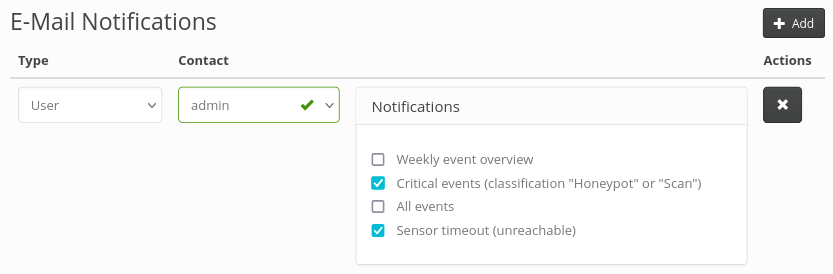 E-Mail Notifications
Add
Type Contact Actions
User admin
Notifications
Weekly event overview
Critical events (classification "Honeypot" or "Scan")
All events
Sensor timeout (unreachable)